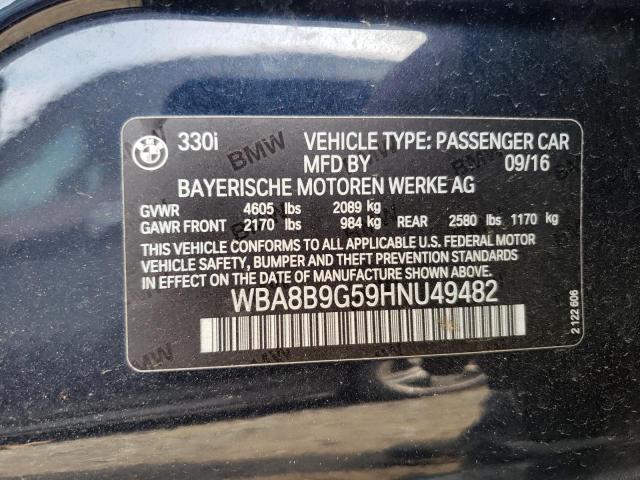 330i VEHICLE TYPE: PASSENGER CAR
MFD BY 09/16
BAYERISCHE MOTOREN WERKE AG
GVWR 4605 lbs 2089 kg
GAWR FRONT 2170 lbs 984 kg REAR 2580 lbs 1170 kg
THIS VEHICLE CONFORMS TO ALL APPLICABLE U.S. FEDERAL MOTOR
VEHICLE SAFETY, BUMPER AND THEFT PREVENTION STANDARDS
IN EFFECT ON THE DATE OF MANUFACTURE SHOWN ABOVE.
WBA8B9G59HNU49482
2 122 606